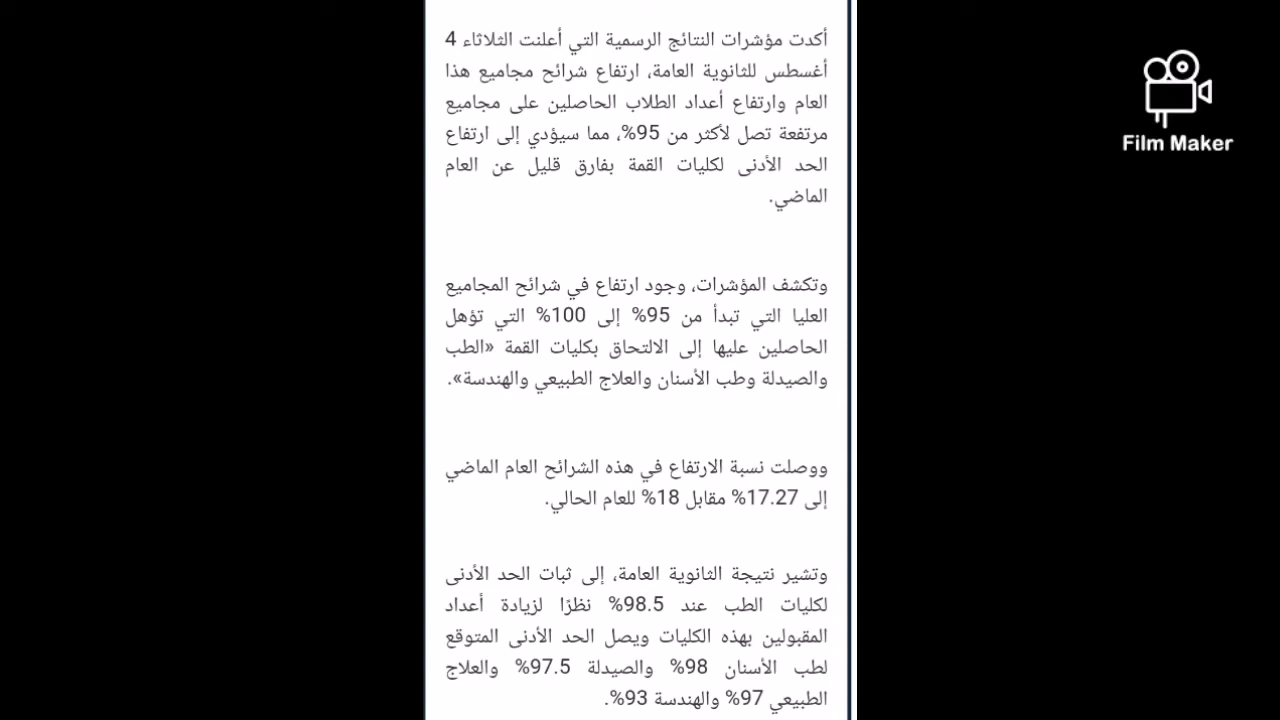 أكدت مؤشرات النتائج الرسمية التي أعلنت الثلاثاء 4
أغسطس للثانوية العامة، ارتفاع شرائح مجاميع هذا
العام وارتفاع أعداد الطلاب الحاصلين على مجاميع
مرتفعة تصل لأكثر من 95%، مما سيؤدي إلى ارتفاع
الحد الأدنى لكليات القمة بفارق قليل عن العام
الماضي.
وتكشف المؤشرات، وجود ارتفاع في شرائح المجاميع
العليا التي تبدأ من 95% إلى 100% التي تؤهل
الحاصلين عليها إلى الالتحاق بكليات القمة «الطب
والصيدلة وطب الأسنان والعلاج الطبيعي والهندسة».
ووصلت نسبة الارتفاع في هذه الشرائح العام الماضي
إلى 17.27% مقابل 18% للعام الحالي.
وتشير نتيجة الثانوية العامة، إلى ثبات الحد الأدنى
لكليات الطب عند 98.5% نظرًا لزيادة أعداد
المقبولين بهذه الكليات ويصل الحد الأدنى المتوقع
لطب الأسنان 98% والصيدلة 97.5% والعلاج
الطبيعي 97% والهندسة 93%.
Film Maker